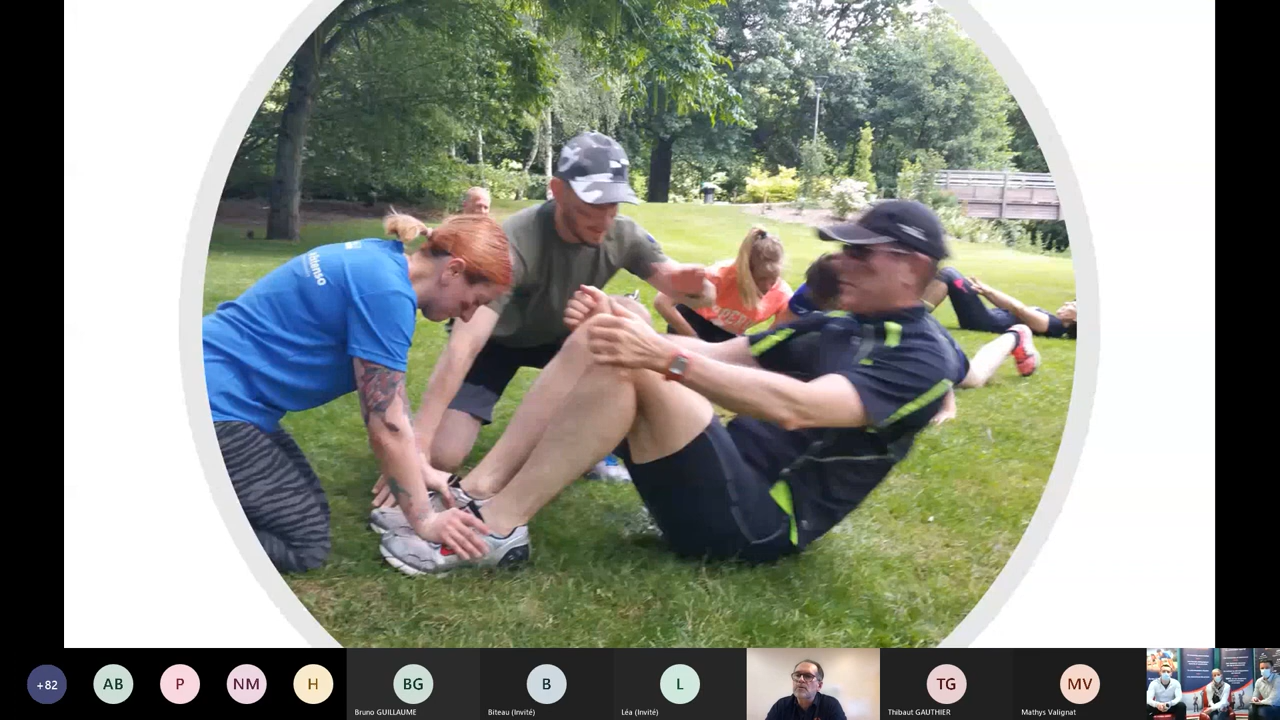 +82
AB
P
NM
H
BG
Bruno GUILLAUME
B
Biteau (Invité)
L
Léa (Invité)
TG
Thibaut GAUTHIER
MV
Mathys Valignat